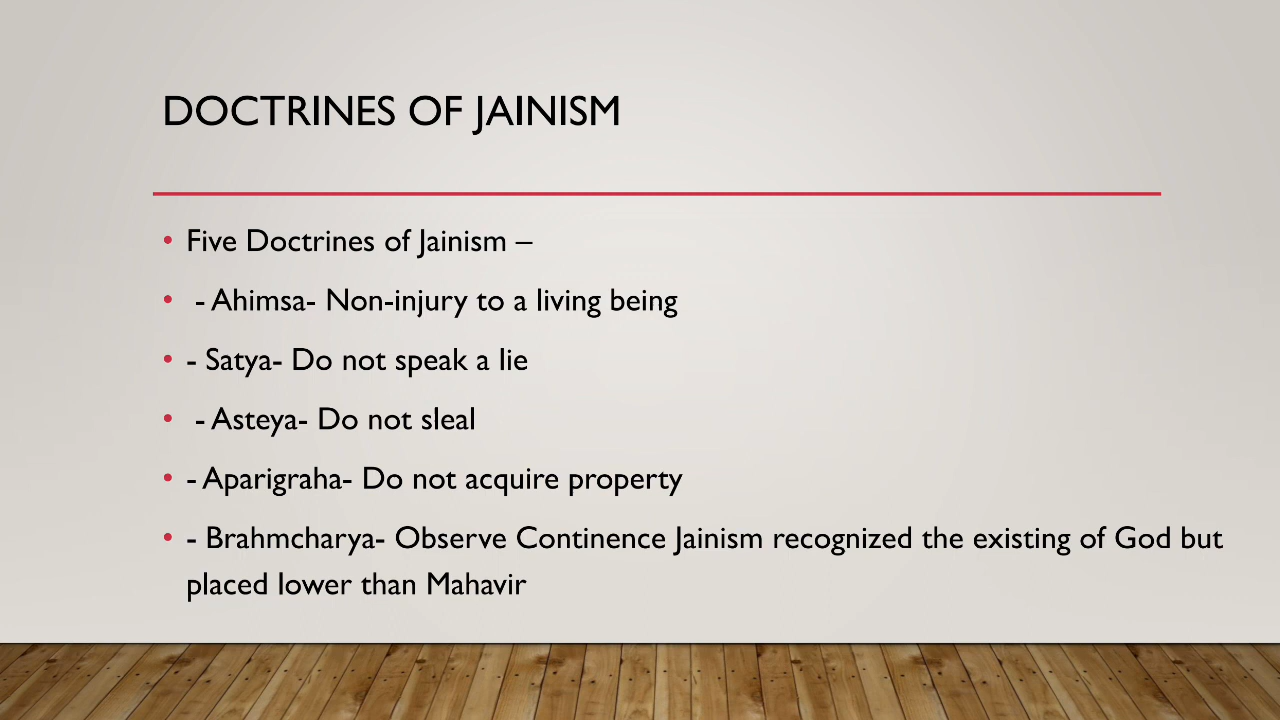 DOCTRINES OF JAINISM
• Five Doctrines of Jainism –
• - Ahimsa- Non-injury to a living being
• - Satya- Do not speak a lie
• - Asteya- Do not sleal
• - Aparigraha- Do not acquire property
• - Brahmcharya- Observe Continence Jainism recognized the existing of God but
placed lower than Mahavir